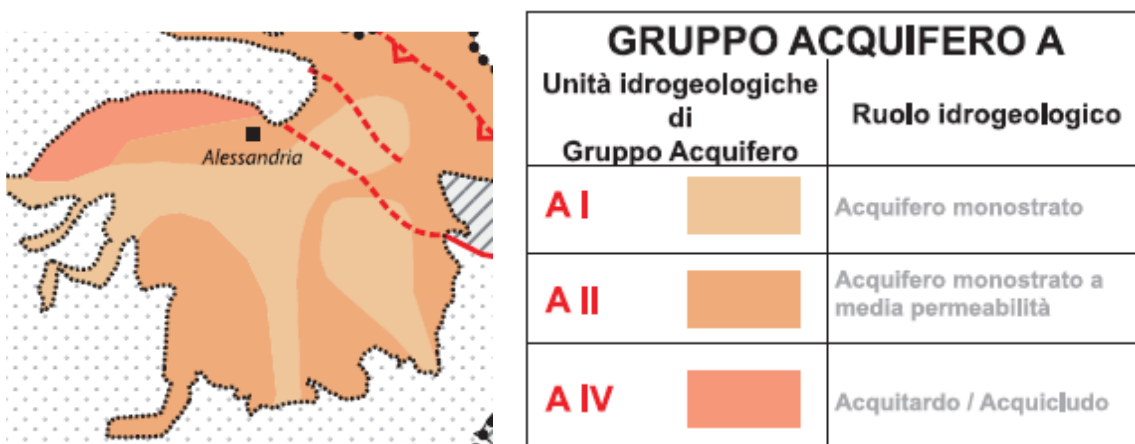 Alessandria
GRUPPO ACQUIFERO A
Unità idrogeologiche
di
Gruppo Acquifero
Ruolo idrogeologico
A I
Acquifero monostrato
A II
Acquifero monostrato a
media permeabilità
A IV
Acquitardo / Acquicludo